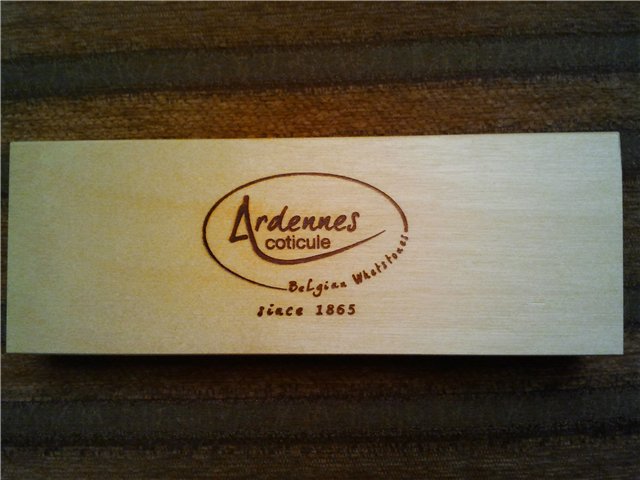 Ardennes
coticule
Belgian Whetstones
since 1865